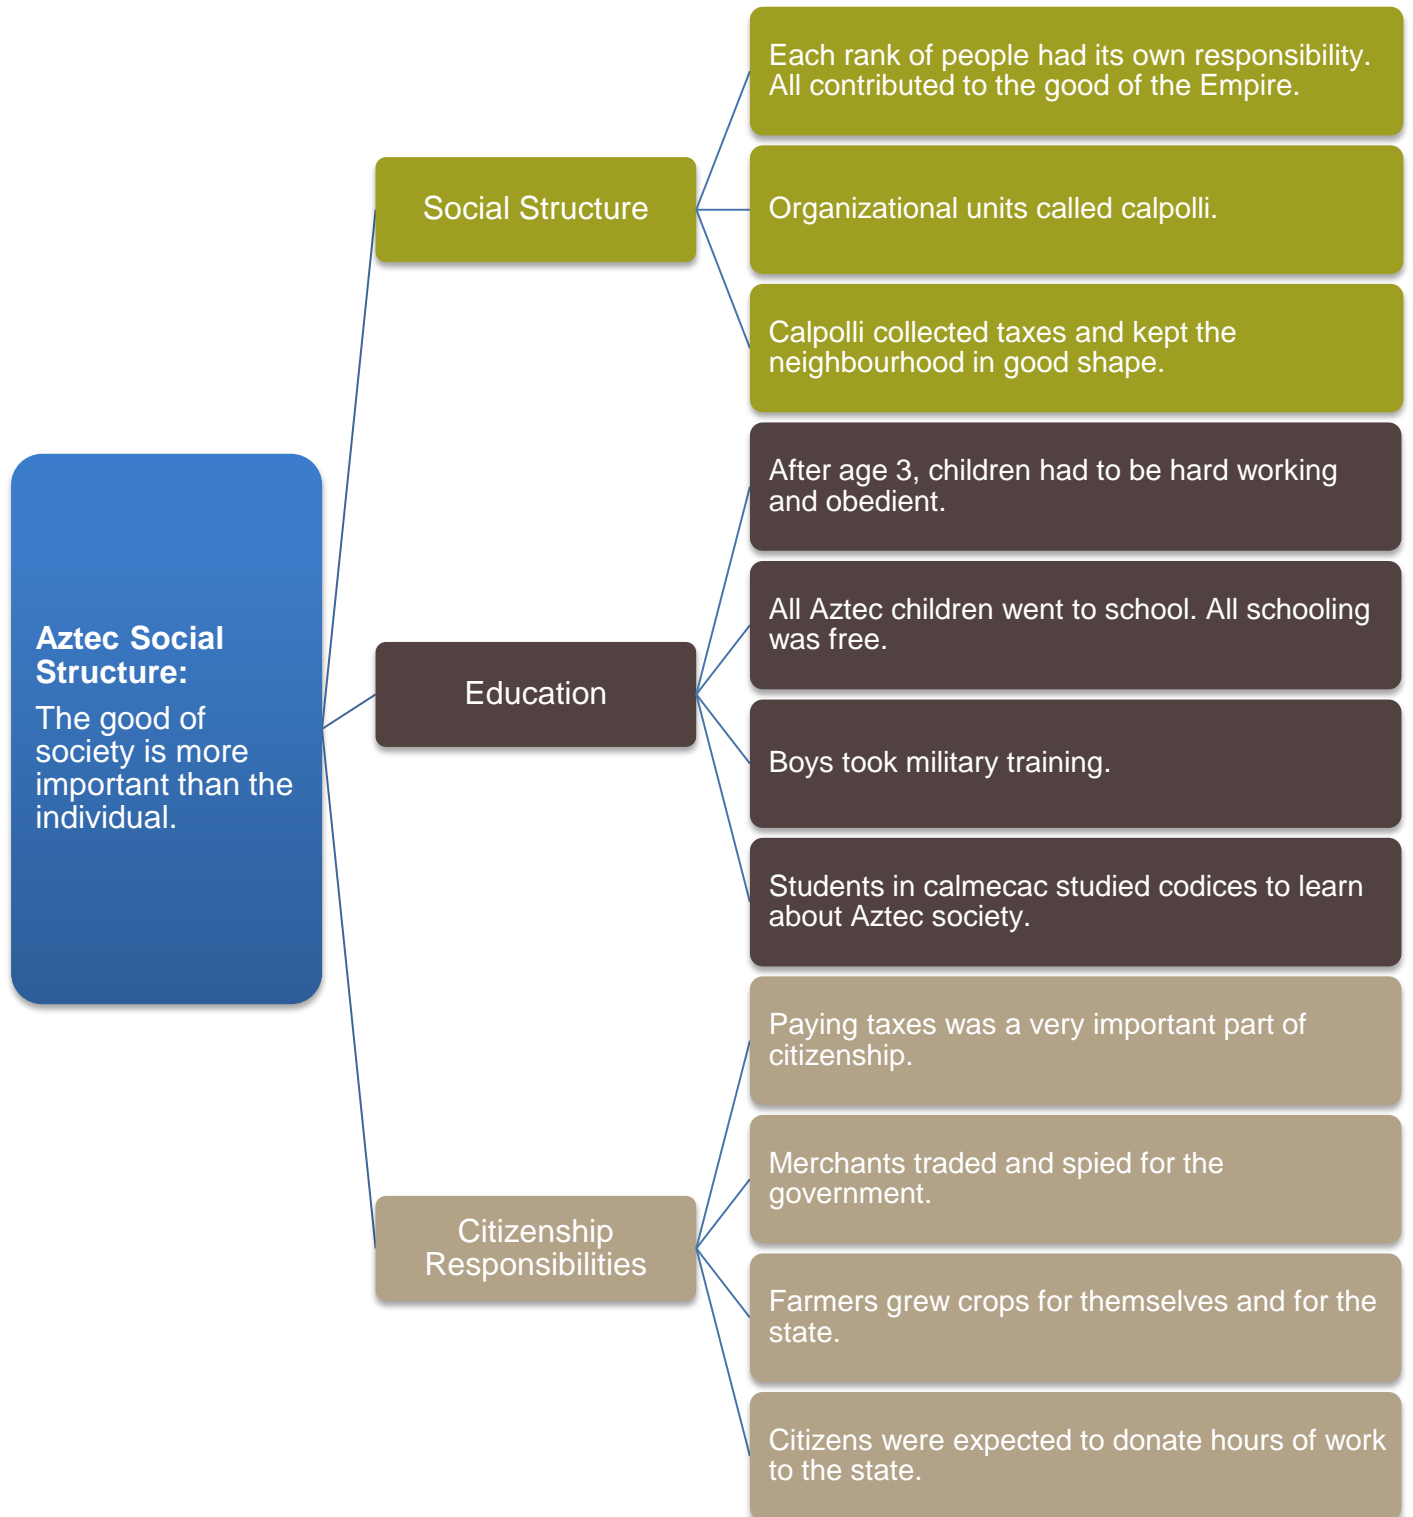 Aztec Social
Structure:
The good of
society is more
important than the
individual.
Social Structure
Each rank of people had its own responsibility.
All contributed to the good of the Empire.
Organizational units called calpolli.
Calpolli collected taxes and kept the
neighbourhood in good shape.
Education
After age 3, children had to be hard working
and obedient.
All Aztec children went to school. All schooling
was free.
Boys took military training.
Students in calmecac studied codices to learn
about Aztec society.
Citizenship
Responsibilities
Paying taxes was a very important part of
citizenship.
Merchants traded and spied for the
government.
Farmers grew crops for themselves and for the
state.
Citizens were expected to donate hours of work
to the state.